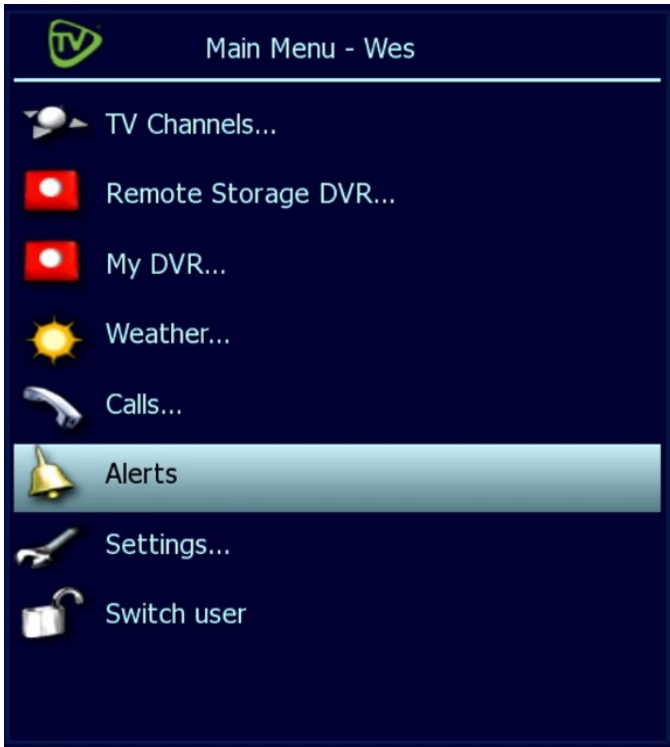 TV
Main Menu - Wes
TV Channels...
Remote Storage DVR...
My DVR...
Weather...
Calls...
Alerts
Settings...
Switch user